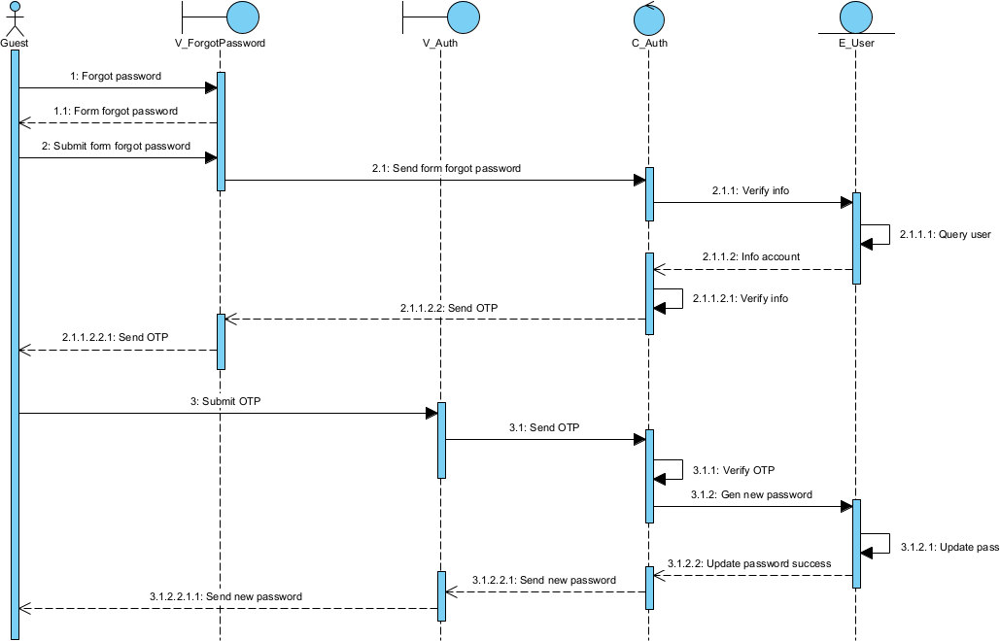 Guest
V_ForgotPassword
V_Auth
C_Auth
E_User
1: Forgot password
1.1: Form forgot password
2: Submit form forgot password
2.1: Send form forgot password
2.1.1: Verify info
2.1.1.1: Query user
2.1.1.2: Info account
2.1.1.2.1: Verify info
2.1.1.2.2: Send OTP
2.1.1.2.2.1: Send OTP
3: Submit OTP
3.1: Send OTP
3.1.1: Verify OTP
3.1.2: Gen new password
3.1.2.1: Update pass
3.1.2.2: Update password success
3.1.2.2.1: Send new password
3.1.2.2.1.1: Send new password